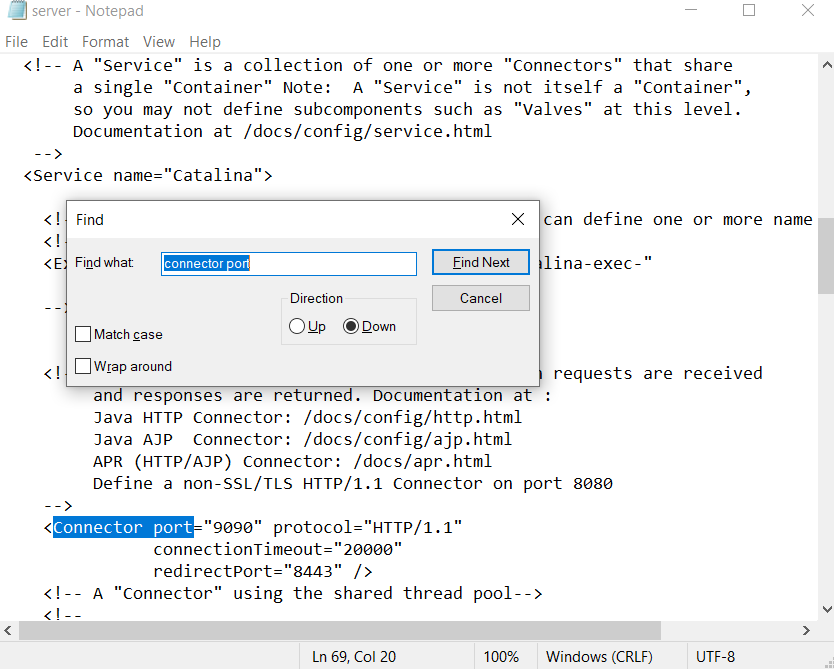 server - Notepad
File Edit Format View Help
<!-- A "Service" is a collection of one or more "Connectors" that share
a single "Container" Note:  A "Service" is not itself a "Container",
so you may not define subcomponents such as "Valves" at this level.
Documentation at /docs/config/service.html
-->
<Service name="Catalina">
Find
Find what:
connector port
Find Next
Cancel
Direction
Up
Down
Match case
Wrap around
can define one or more name
alina-exec-"
requests are received
and responses are returned. Documentation at :
Java HTTP Connector: /docs/config/http.html
Java AJP  Connector: /docs/config/ajp.html
APR (HTTP/AJP) Connector: /docs/apr.html
Define a non-SSL/TLS HTTP/1.1 Connector on port 8080
-->
<Connector port="9090" protocol="HTTP/1.1"
connectionTimeout="20000"
redirectPort="8443" />
<!-- A "Connector" using the shared thread pool-->
<!--
Ln 69, Col 20
100%
Windows (CRLF)
UTF-8